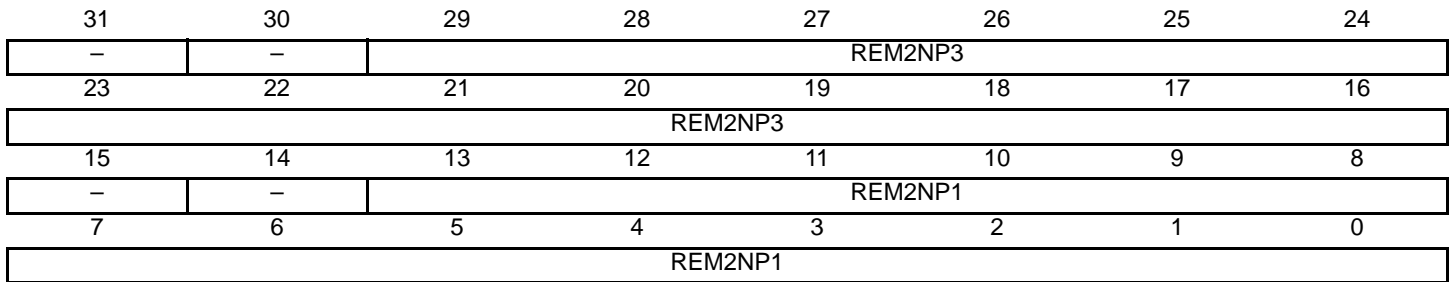 31 30 29 28 27 26 25 24
– – REM2NP3
23 22 21 20 19 18 17 16
REM2NP3
15 14 13 12 11 10 9 8
– – REM2NP1
7 6 5 4 3 2 1 0
REM2NP1